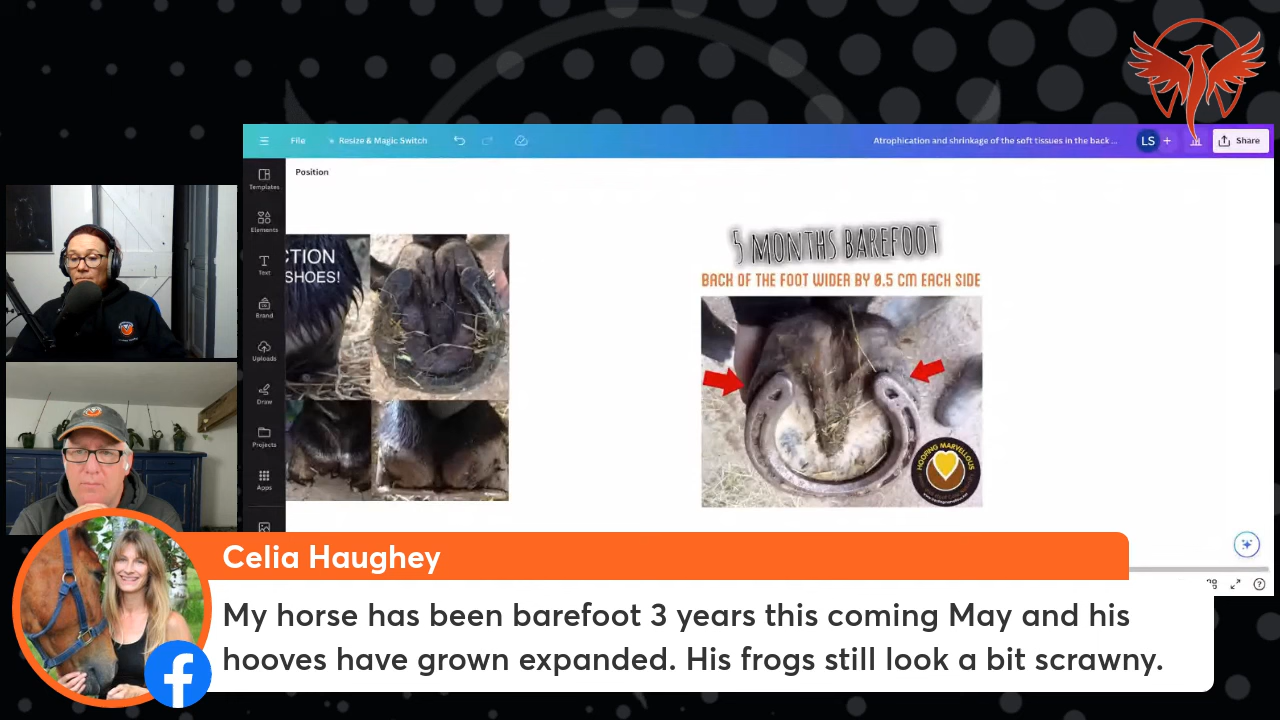 File
Resize & Magic Switch
Atrophication and shrinkage of the soft tissues in the back ...
LS
+
Share
Position
Templates
Elements
Text
Brand
Uploads
Draw
Projects
Apps
CTION
SHOES!
5 MONTHS BAREFOOT
BACK OF THE FOOT WIDER BY 0.5 CM EACH SIDE
HOOFING MARVELLOUS
Celia Haughey
My horse has been barefoot 3 years this coming May and his
hooves have grown expanded. His frogs still look a bit scrawny.